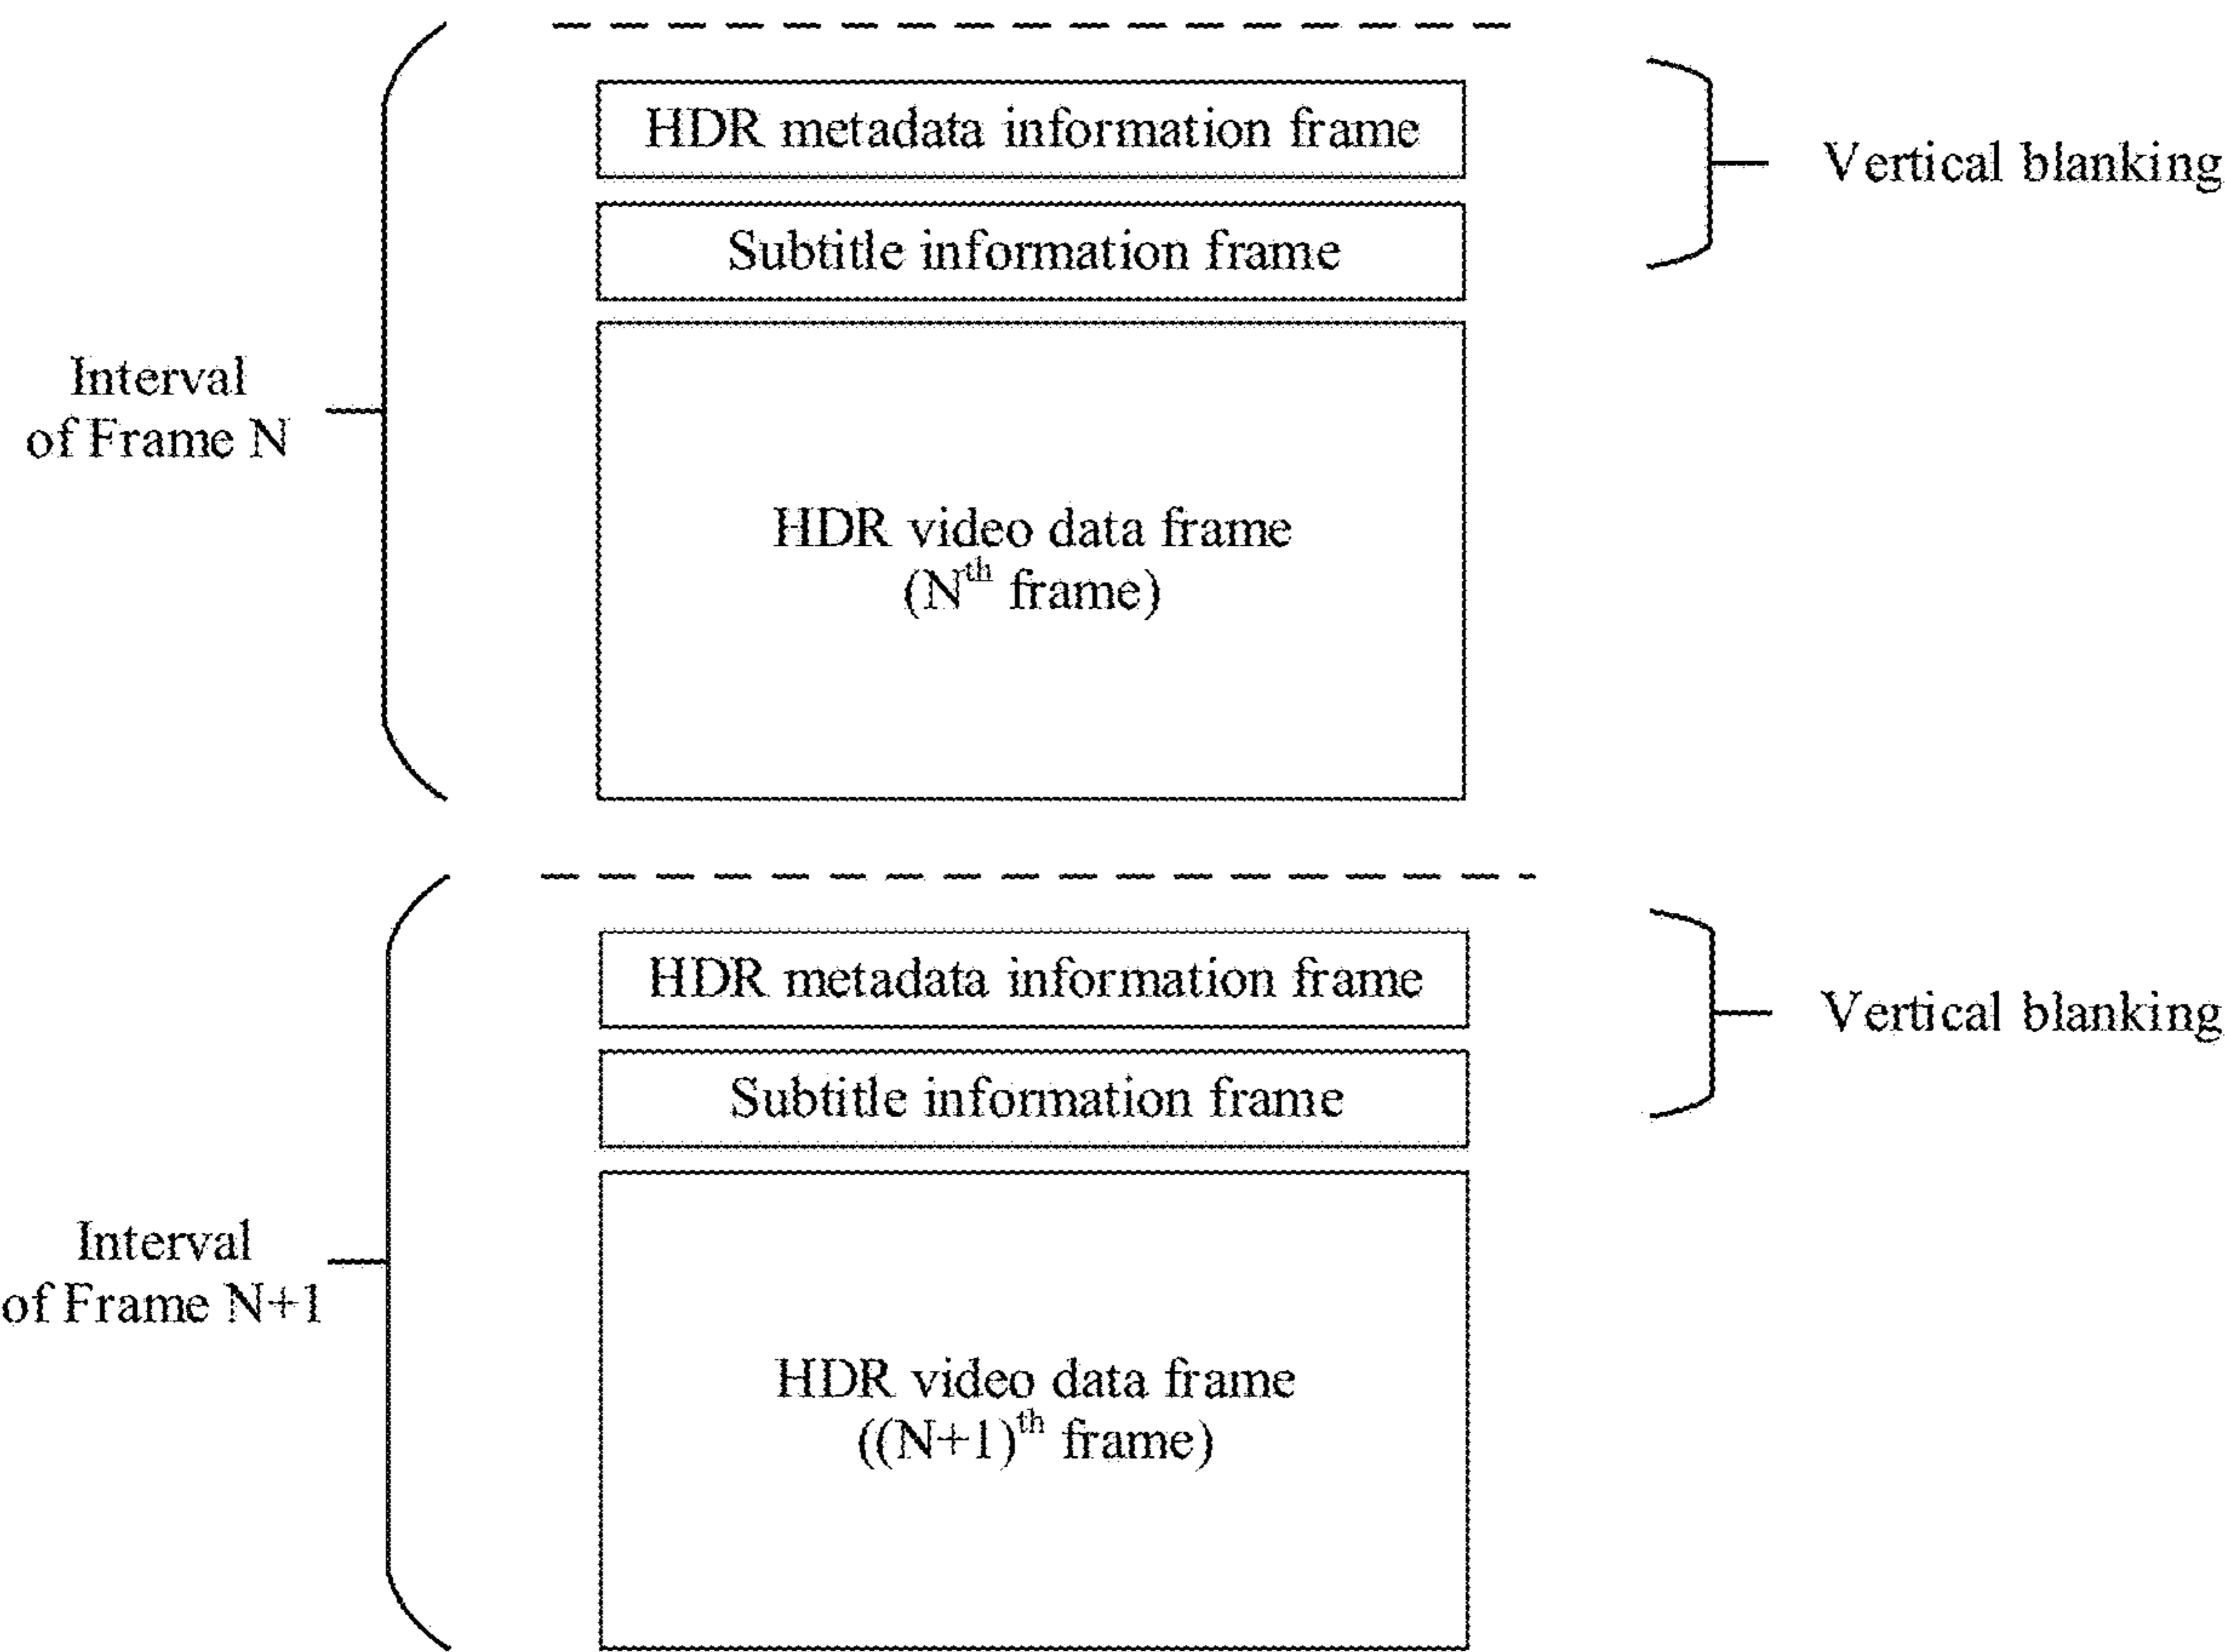 HDR metadata information frame
Vertical blanking
Subtitle information frame
Interval
of Frame N
HDR video data frame
(Nth frame)
HDR metadata information frame
Vertical blanking
Subtitle information frame
Interval
of Frame N+1
HDR video data frame
((N+1)th frame)